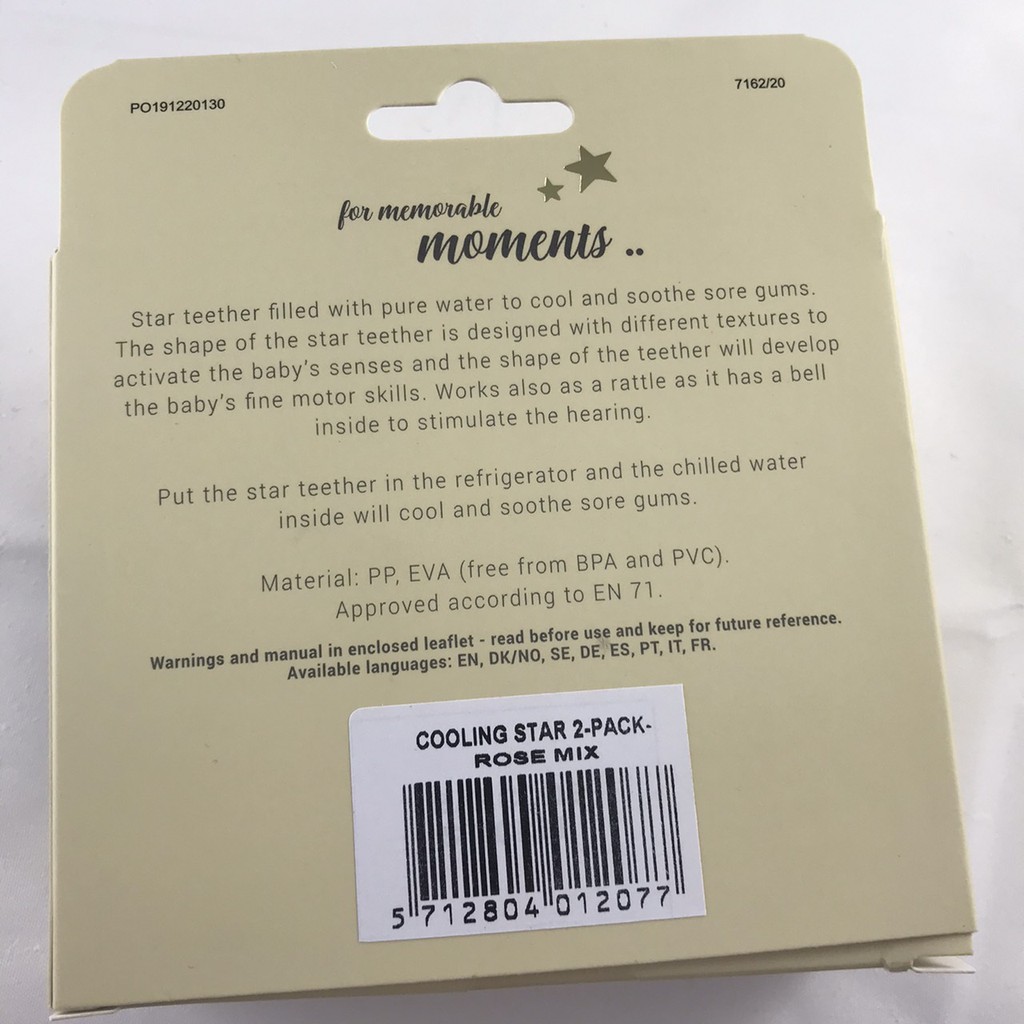 PO191220130
7162/20
for memorable
moments ..
Star teether filled with pure water to cool and soothe sore gums.
The shape of the star teether is designed with different textures to
activate the baby's senses and the shape of the teether will develop
the baby's fine motor skills. Works also as a rattle as it has a bell
inside to stimulate the hearing.
Put the star teether in the refrigerator and the chilled water
inside will cool and soothe sore gums.
Material: PP, EVA (free from BPA and PVC).
Approved according to EN 71.
Warnings and manual in enclosed leaflet - read before use and keep for future reference.
Available languages: EN, DK/NO, SE, DE, ES, PT, IT, FR.
COOLING STAR 2-PACK-
ROSE MIX
5 712804 012077